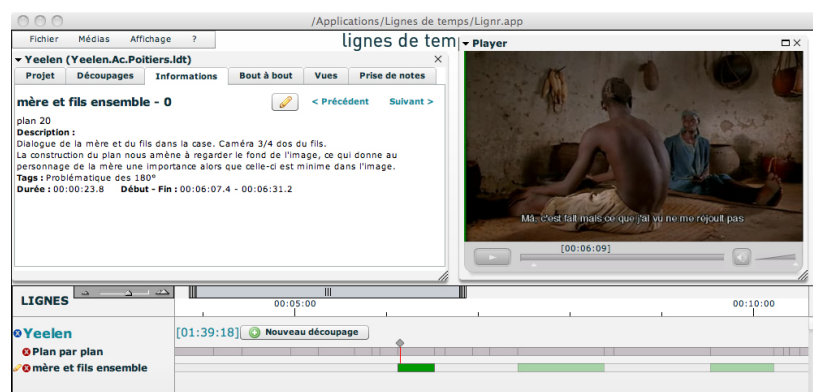 /Applications/Lignes de temps/Lignr.app
Fichier Médias Affichage ?
lignes de tem
Yeelen (Yeelen.Ac.Poitiers.ldt)
Projet Découpages Informations Bout à bout Vues Prise de notes
mère et fils ensemble - 0
< Précédent Suivant >
plan 20
Description :
Dialogue de la mère et du fils dans la case. Caméra 3/4 dos du fils.
La construction du plan nous amène à regarder le fond de l'image, ce qui donne au
personnage de la mère une importance alors que celle-ci est minime dans l'image.
Tags : Problématique des 180°
Durée : 00:00:23.8 Début - Fin : 00:06:07.4 - 00:06:31.2
Player
Mà c'est fait mais ce que j'ai vu ne me réjouit pas
[00:06:09]
LIGNES
00:05:00 00:10:00
Yeelen
[01:39:18] Nouveau découpage
Plan par plan
mère et fils ensemble